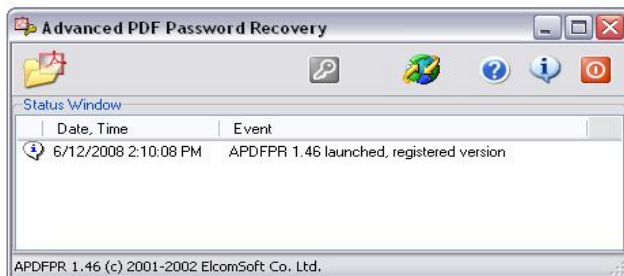 Advanced PDF Password Recovery
Status Window
Date, Time Event
6/12/2008 2:10:08 PM APDFPR 1.46 launched, registered version
APDFPR 1.46 (c) 2001-2002 ElcomSoft Co. Ltd.